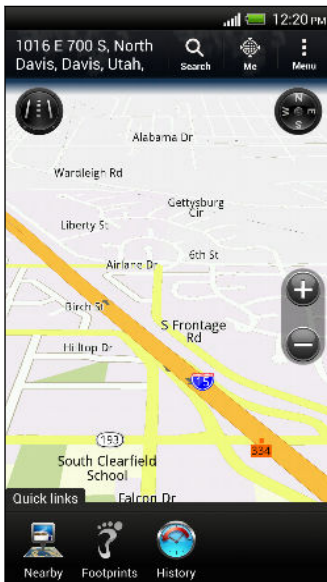 12:20 PM
1016 E 700 S, North
Davis, Davis, Utah,
Search
Me
Menu
N
W
E
S
Alabama Dr
Wardleigh Rd
Gettysburg
Cir
Liberty St
6th St
Airlane Dr
Birch St
S Frontage
Rd
Hilltop Dr
15
193
334
South Clearfield
School
Quick links
Falcon Dr
Nearby
Footprints
History